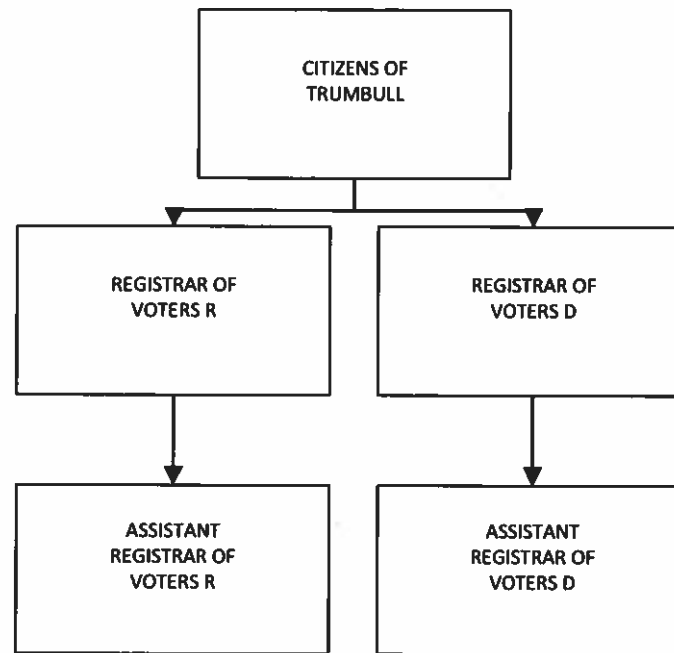 CITIZENS OF
TRUMBULL
REGISTRAR OF
VOTERS R
REGISTRAR OF
VOTERS D
ASSISTANT
REGISTRAR OF
VOTERS R
ASSISTANT
REGISTRAR OF
VOTERS D